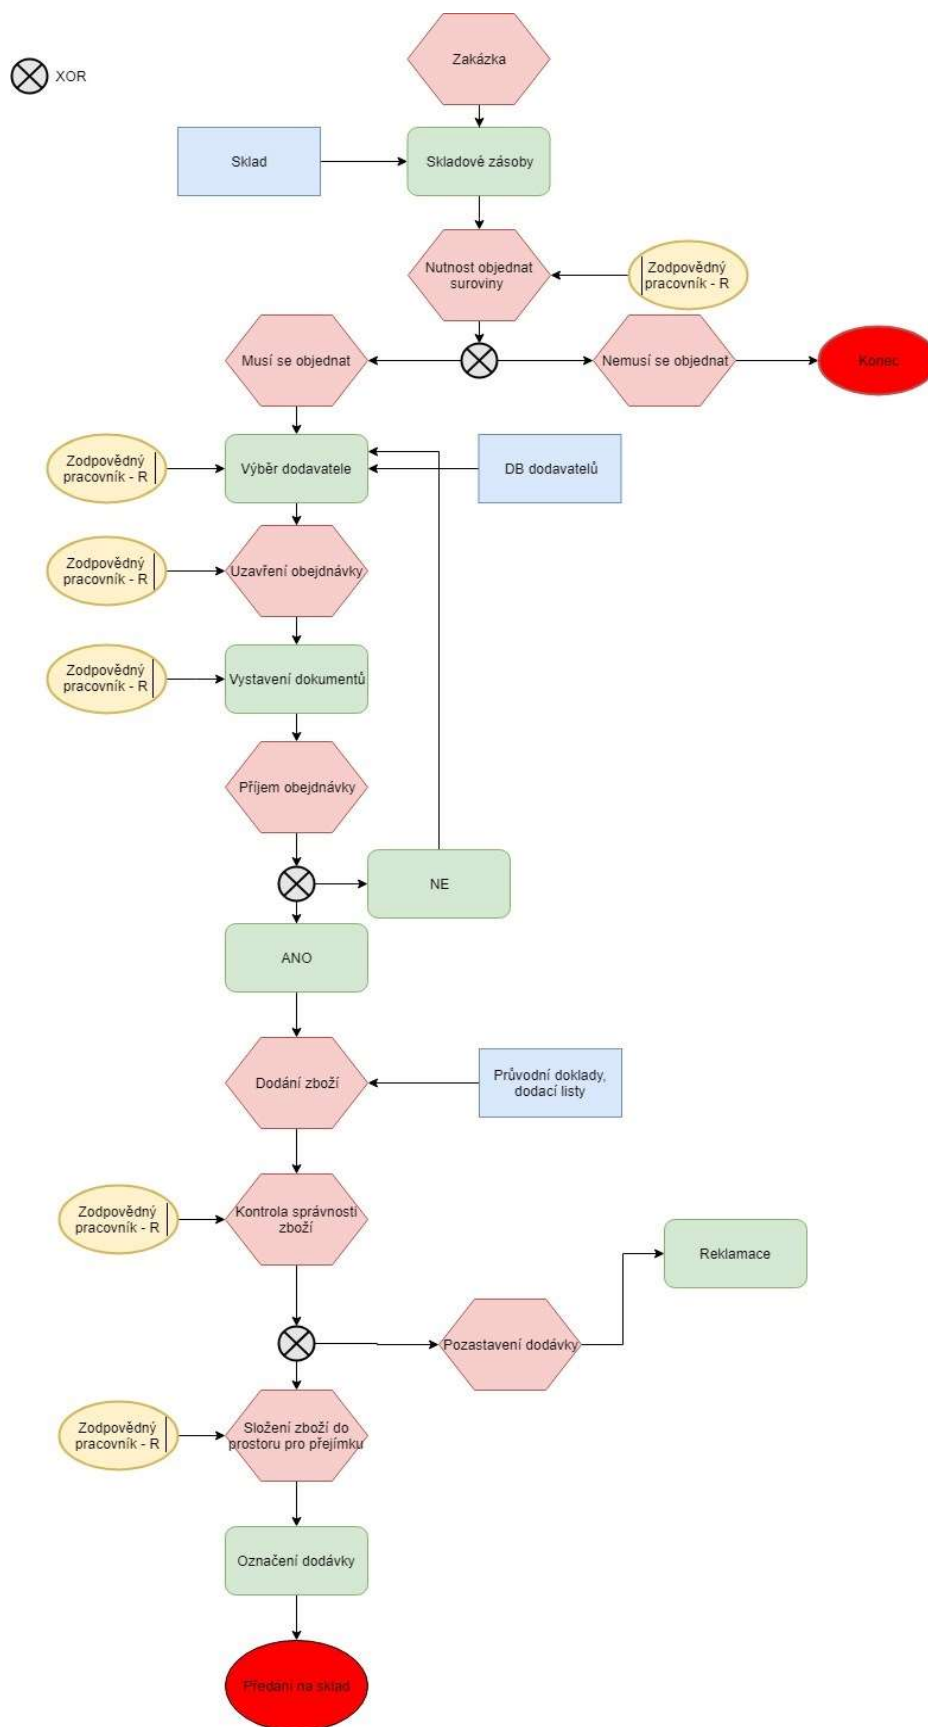 Zakázka
XOR
Sklad
Skladové zásoby
Nutnost objednat
suroviny
Zodpovědný
pracovník - R
Musí se objednat
Nemusí se objednat
Konec
Zodpovědný
pracovník - R
Výběr dodavatele
DB dodavatelů
Zodpovědný
pracovník - R
Uzavření obejdnávky
Zodpovědný
pracovník - R
Vystavení dokumentů
Příjem obejdnávky
NE
ANO
Dodání zboží
Průvodní doklady,
dodací listy
Zodpovědný
pracovník - R
Kontrola správnosti
zboží
Reklamace
Pozastavení dodávky
Zodpovědný
pracovník - R
Složení zboží do
prostoru pro přejímku
Označení dodávky
Předání na sklad